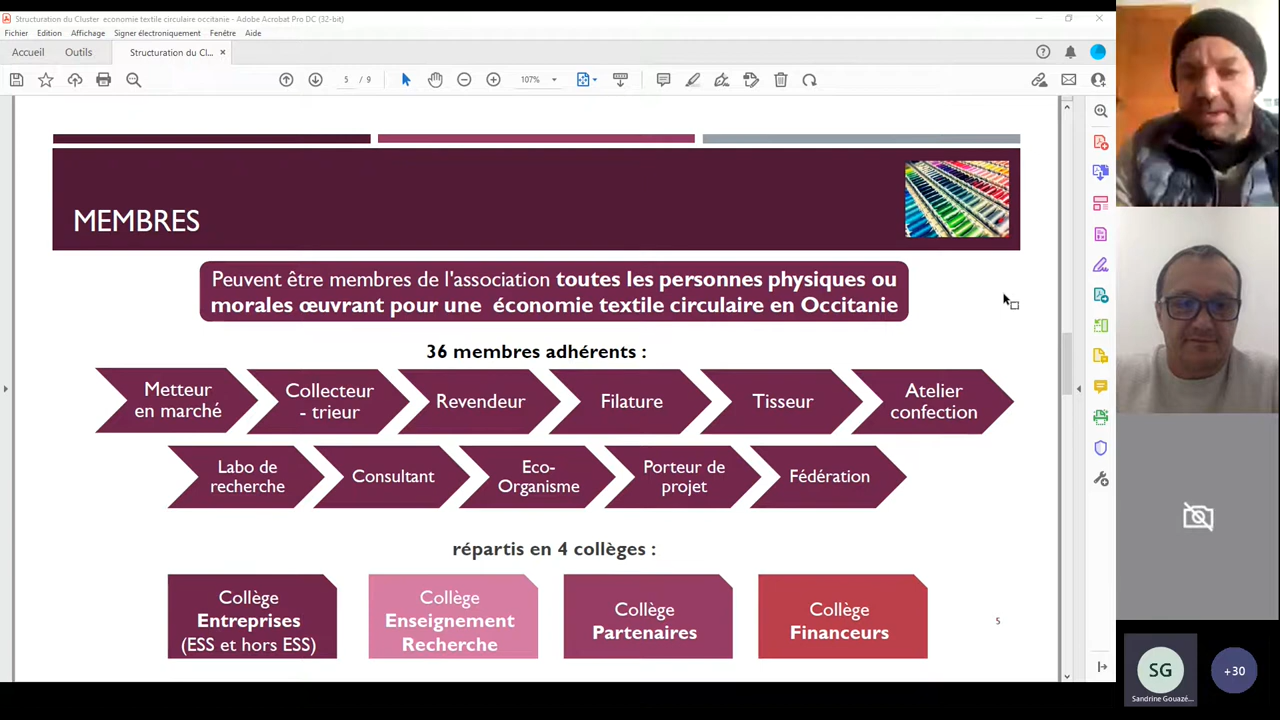 Structuration du Cluster economie textile circulaire occitanie - Adobe Acrobat Pro DC (32-bit)
Fichier Edition Affichage Signer électroniquement Fenêtre Aide
Accueil Outils Structuration du Cl... ×
5 / 9 107%
MEMBRES
Peuvent être membres de l'association toutes les personnes physiques ou
morales œuvrant pour une économie textile circulaire en Occitanie
36 membres adhérents :
Metteur
en marché
Collecteur
- trieur
Revendeur
Filature
Tisseur
Atelier
confection
Labo de
recherche
Consultant
Eco-
Organisme
Porteur de
projet
Fédération
répartis en 4 collèges :
Collège
Entreprises
(ESS et hors ESS)
Collège
Enseignement
Recherche
Collège
Partenaires
Collège
Financeurs
5
SG
Sandrine Gouazé...
+30